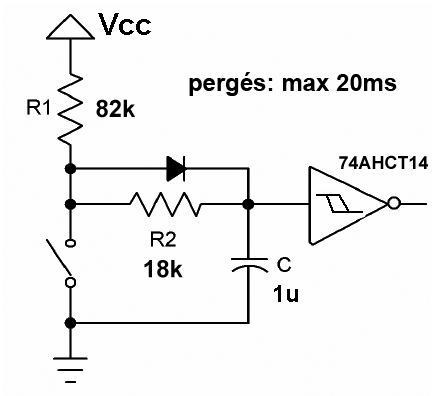 Vcc
pergés: max 20ms
R1 82k
74AHCT14
R2
18k
C
1u